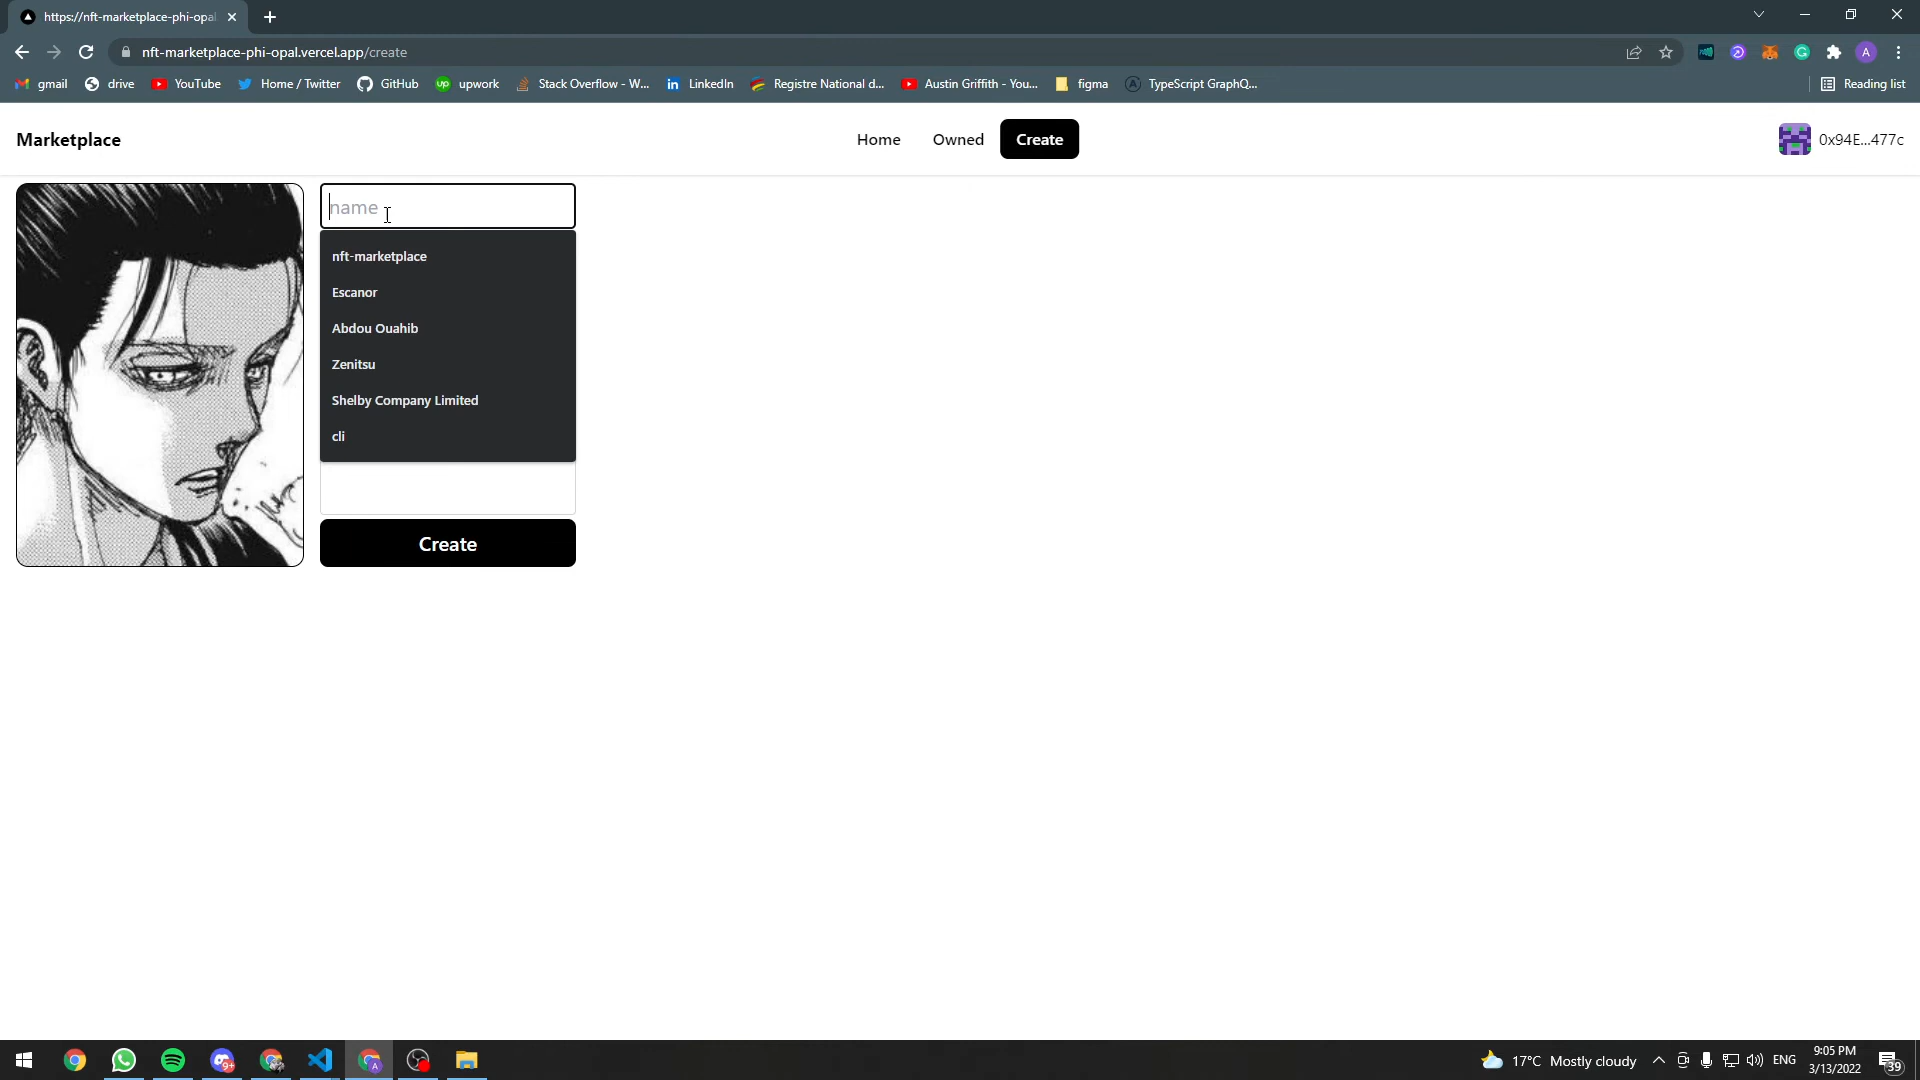 https://nft-marketplace-phi-opal
nft-marketplace-phi-opal.vercel.app/create
gmail drive YouTube Home / Twitter GitHub upwork Stack Overflow - W... LinkedIn Registre National d... Austin Griffith - You... figma TypeScript GraphQ... Reading list
Marketplace Home Owned Create 0x94E...477c
name
nft-marketplace
Escanor
Abdou Ouahib
Zenitsu
Shelby Company Limited
cli
Create
17°C Mostly cloudy ENG
9:05 PM
3/13/2022
39
9+
A
up
in